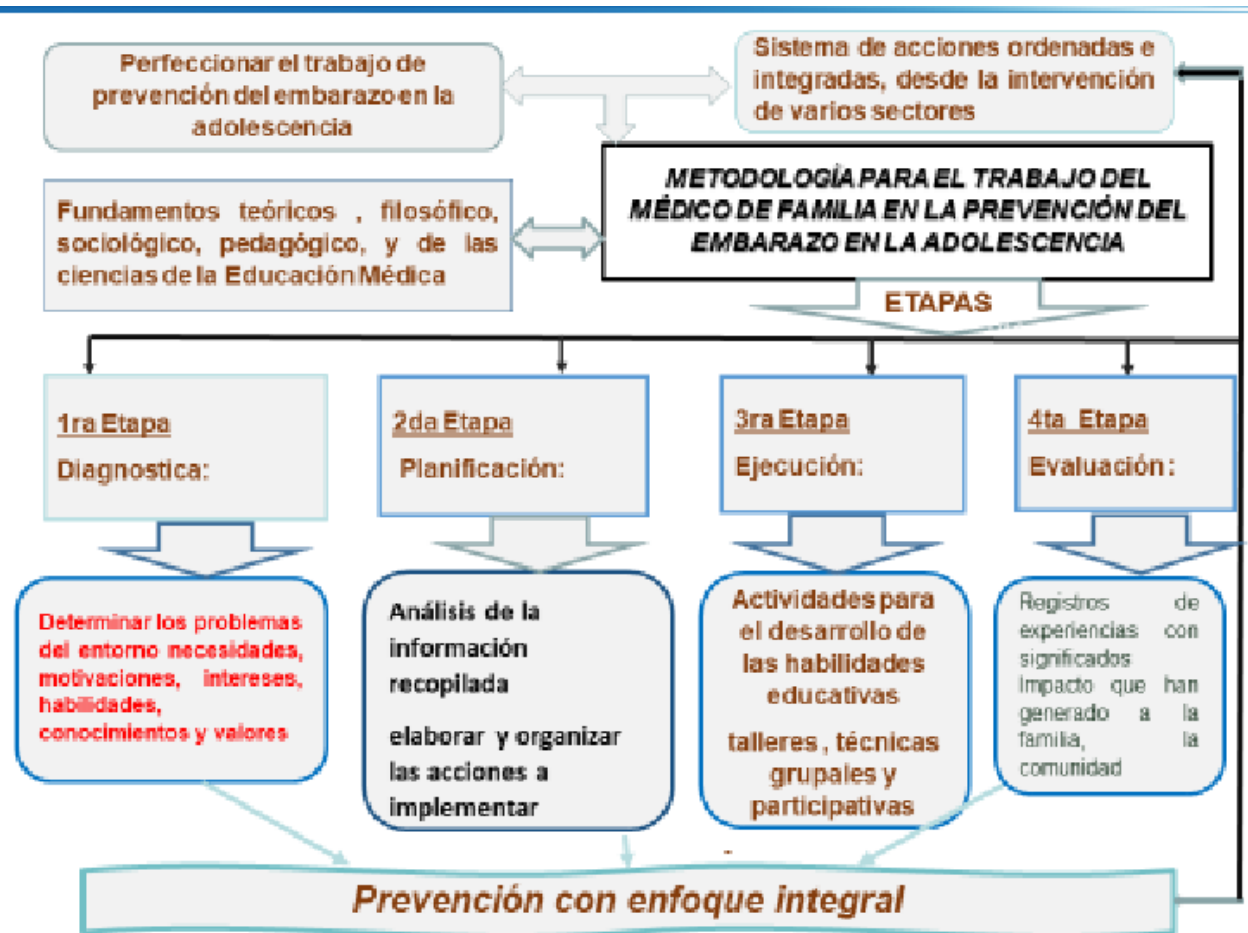 Perfeccionar el trabajo de
prevención del embarazo en la
adolescencia
Sistema de acciones ordenadas e
integradas, desde la intervención
de varios sectores
METODOLOGÍA PARA EL TRABAJO DEL
MÉDICO DE FAMILIA EN LA PREVENCIÓN DEL
EMBARAZO EN LA ADOLESCENCIA
Fundamentos teóricos , filosófico,
sociológico, pedagógico, y de las
ciencias de la Educación Médica
ETAPAS
1ra Etapa
Diagnostica:
2da Etapa
Planificación:
3ra Etapa
Ejecución:
4ta Etapa
Evaluación:
Determinar los problemas
del entorno necesidades,
motivaciones, intereses,
habilidades,
conocimientos y valores
Análisis de la
información
recopilada
elaborar y organizar
las acciones a
implementar
Actividades para
el desarrollo de
las habilidades
educativas
talleres , técnicas
grupales y
participativas
Registros de
experiencias con
significados
Impacto que han
generado a la
familia, la
comunidad
Prevención con enfoque integral